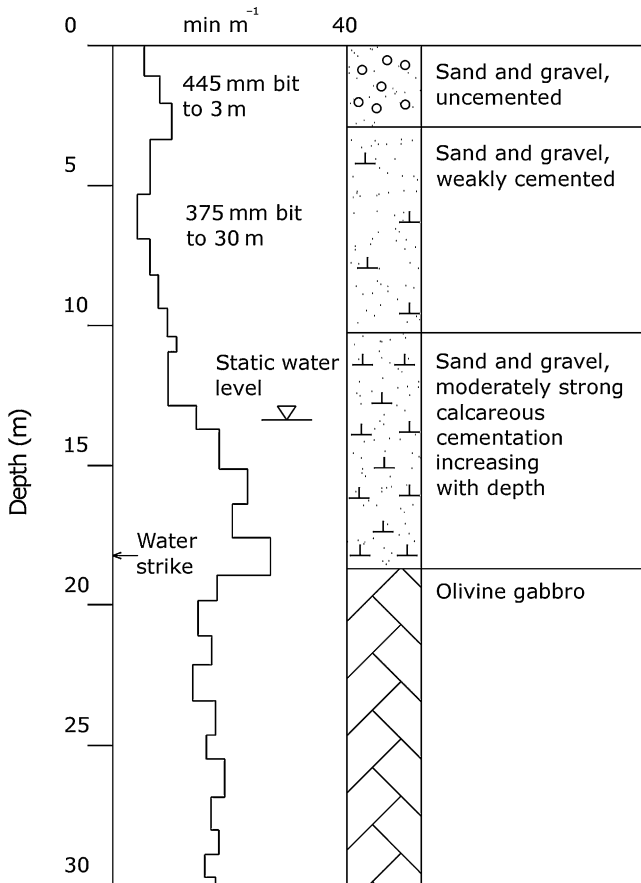 0 min m⁻¹ 40
445 mm bit
to 3 m
Sand and gravel,
uncemented
5
Sand and gravel,
weakly cemented
375 mm bit
to 30 m
10
Static water
level
Sand and gravel,
moderately strong
calcareous
cementation
increasing
with depth
Depth (m)
15
Water
strike
20
Olivine gabbro
25
30